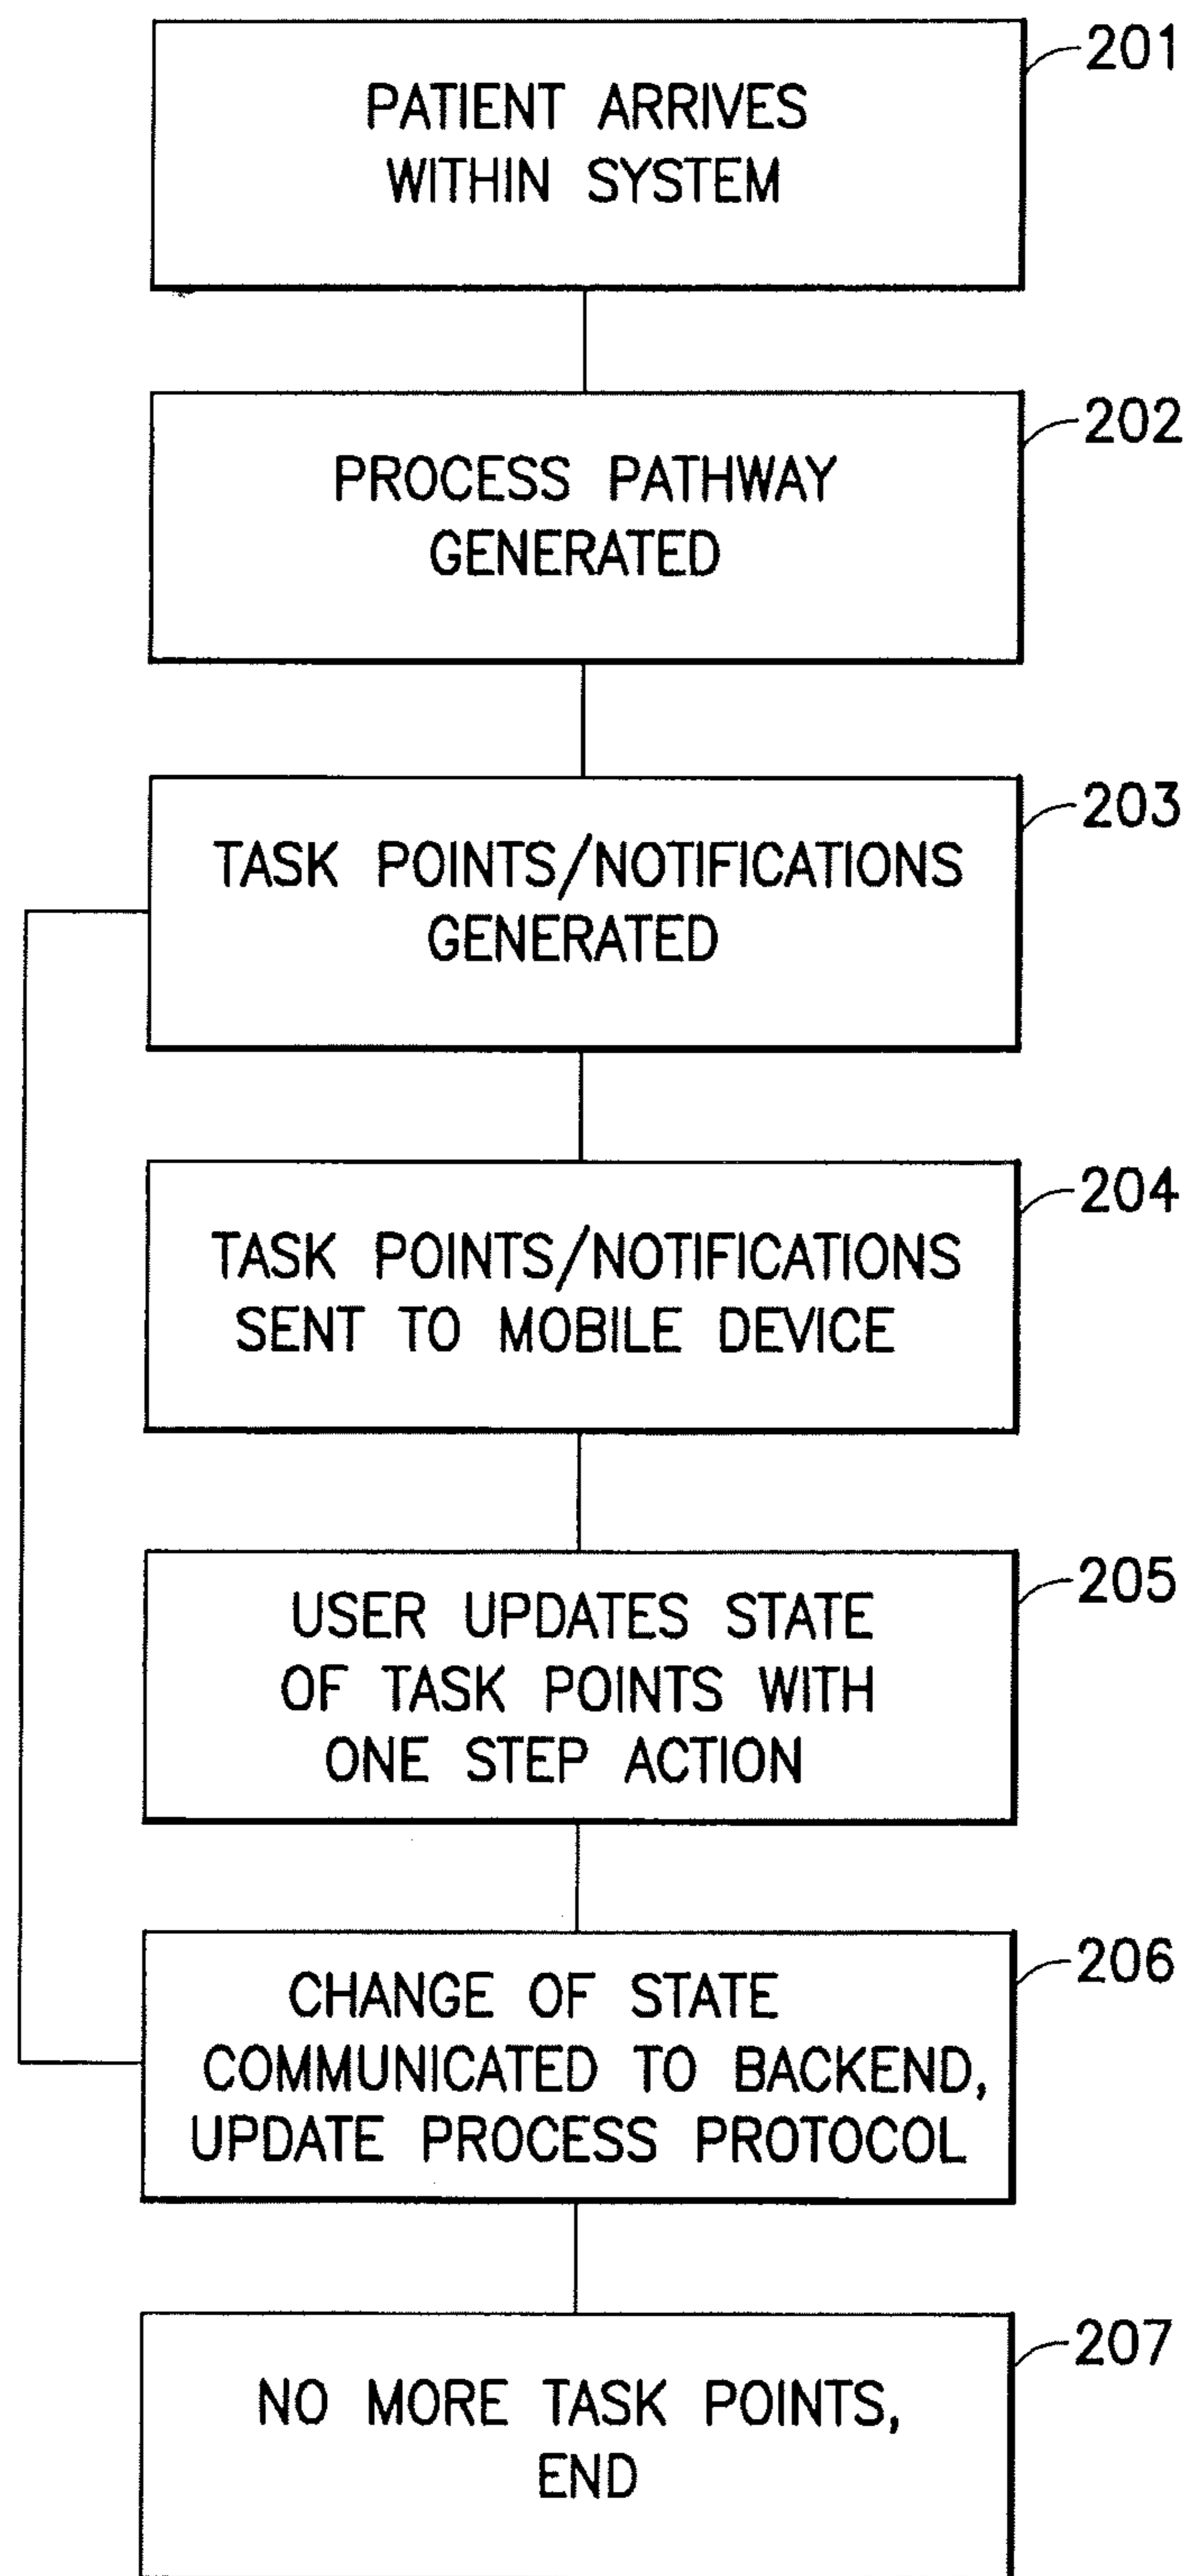 201
PATIENT ARRIVES
WITHIN SYSTEM
202
PROCESS PATHWAY
GENERATED
203
TASK POINTS/NOTIFICATIONS
GENERATED
204
TASK POINTS/NOTIFICATIONS
SENT TO MOBILE DEVICE
205
USER UPDATES STATE
OF TASK POINTS WITH
ONE STEP ACTION
206
CHANGE OF STATE
COMMUNICATED TO BACKEND,
UPDATE PROCESS PROTOCOL
207
NO MORE TASK POINTS,
END